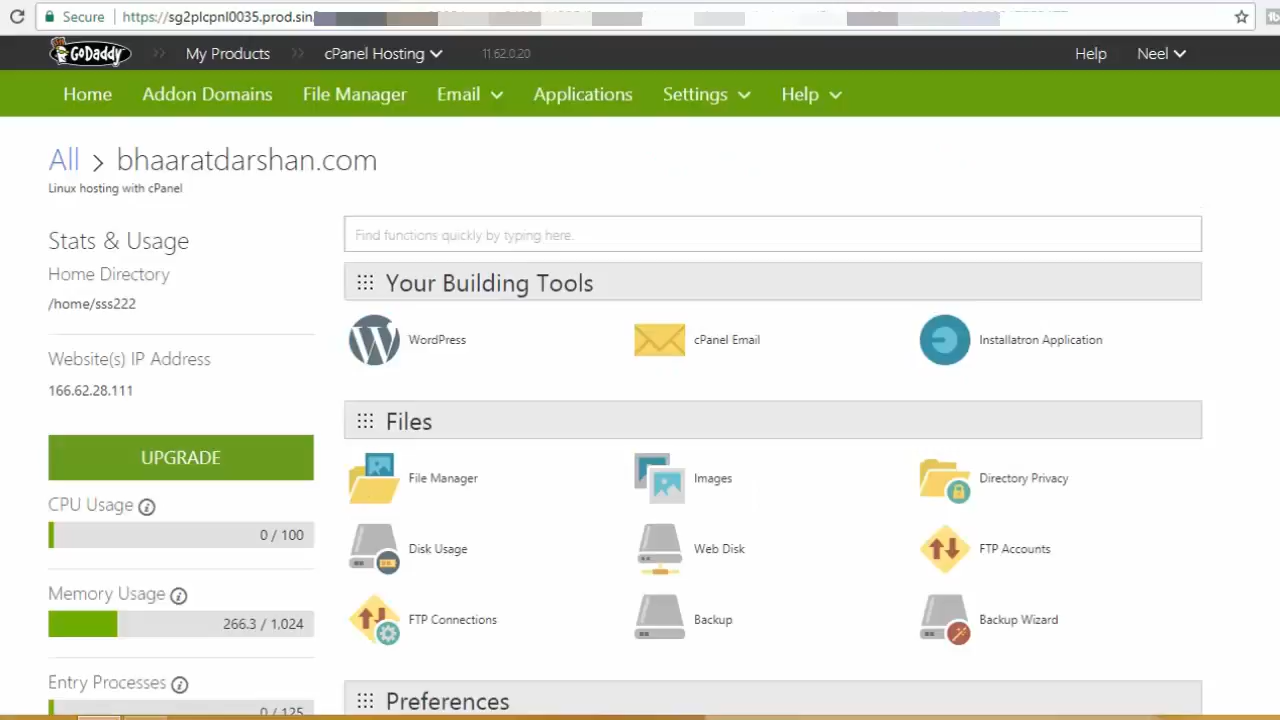 Secure https://sg2plcpnl0035.prod.sin
GoDaddy My Products cPanel Hosting 11.62.0.20 Help Neel
Home Addon Domains File Manager Email Applications Settings Help
All > bhaaratdarshan.com
Linux hosting with cPanel
Stats & Usage
Home Directory
/home/sss222
Website(s) IP Address
166.62.28.111
UPGRADE
CPU Usage
0 / 100
Memory Usage
266.3 / 1,024
Entry Processes
0 / 125
Find functions quickly by typing here.
Your Building Tools
WordPress cPanel Email Installatron Application
Files
File Manager Images Directory Privacy
Disk Usage Web Disk FTP Accounts
FTP Connections Backup Backup Wizard
Preferences